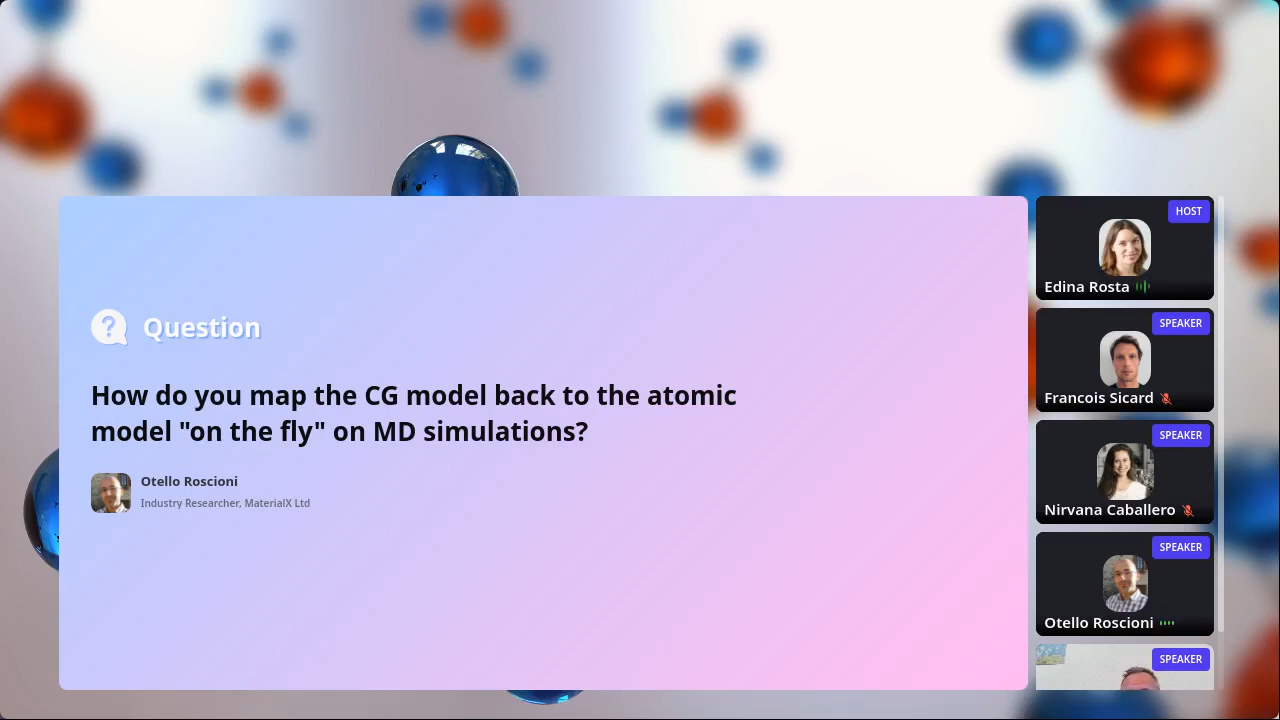 Question
How do you map the CG model back to the atomic
model "on the fly" on MD simulations?
Otello Roscioni
Industry Researcher, MaterialX Ltd
HOST
Edina Rosta
SPEAKER
Francois Sicard
SPEAKER
Nirvana Caballero
SPEAKER
Otello Roscioni
SPEAKER